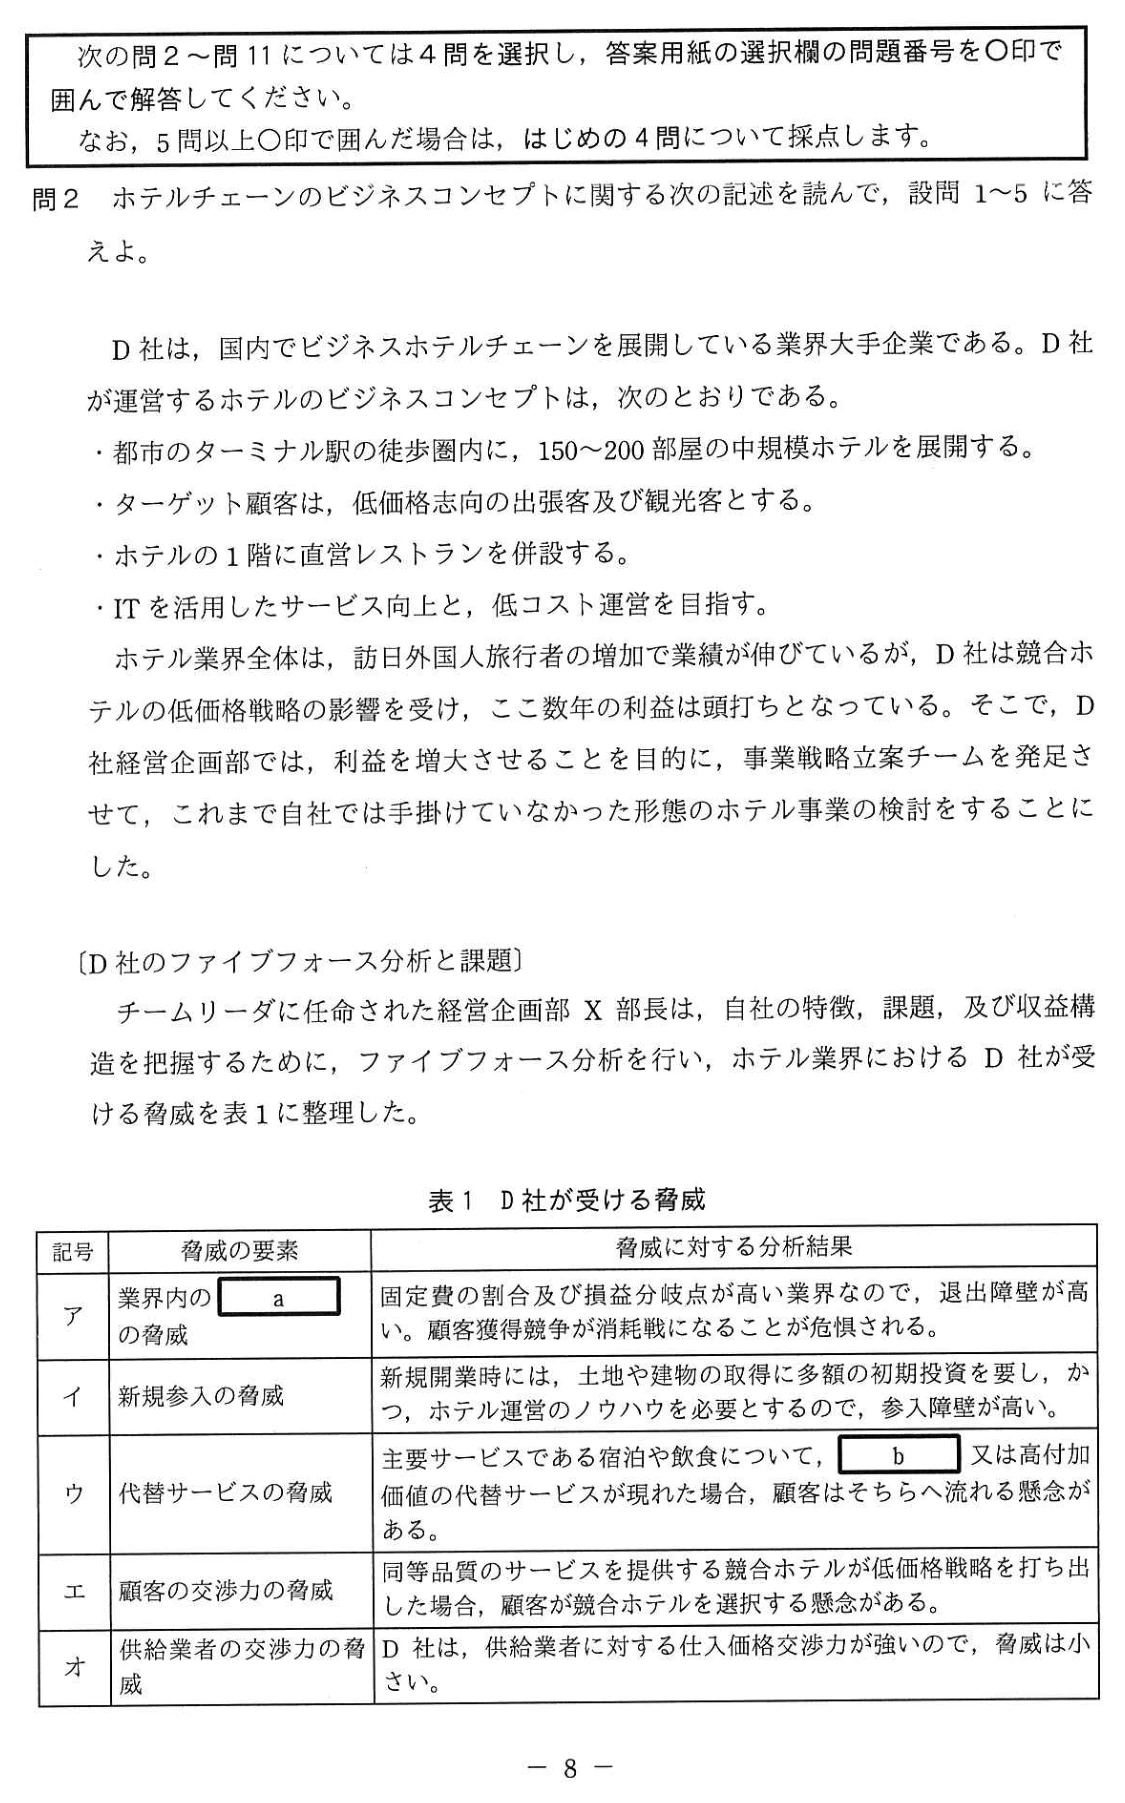 次の問2～問11については4問を選択し，答案用紙の選択欄の問題番号を〇印で
囲んで解答してください。
なお，5問以上〇印で囲んだ場合は，はじめの4問について採点します。
問2　ホテルチェーンのビジネスコンセプトに関する次の記述を読んで，設問1～5に答
えよ。
D社は，国内でビジネスホテルチェーンを展開している業界大手企業である。D社
が運営するホテルのビジネスコンセプトは，次のとおりである。
・都市のターミナル駅の徒歩圏内に，150～200部屋の中規模ホテルを展開する。
・ターゲット顧客は，低価格志向の出張客及び観光客とする。
・ホテルの1階に直営レストランを併設する。
・ITを活用したサービス向上と，低コスト運営を目指す。
ホテル業界全体は，訪日外国人旅行者の増加で業績が伸びているが，D社は競合ホ
テルの低価格戦略の影響を受け，ここ数年の利益は頭打ちとなっている。そこで，D
社経営企画部では，利益を増大させることを目的に，事業戦略立案チームを発足さ
せて，これまで自社では手掛けていなかった形態のホテル事業の検討をすることに
した。
〔D社のファイブフォース分析と課題〕
チームリーダに任命された経営企画部X部長は，自社の特徴，課題，及び収益構
造を把握するために，ファイブフォース分析を行い，ホテル業界におけるD社が受
ける脅威を表1に整理した。
表1　D社が受ける脅威
記号　脅威の要素　脅威に対する分析結果
ア　業界内の　a　の脅威　固定費の割合及び損益分岐点が高い業界なので，退出障壁が高
い。顧客獲得競争が消耗戦になることが危惧される。
イ　新規参入の脅威　新規開業時には，土地や建物の取得に多額の初期投資を要し，か
つ，ホテル運営のノウハウを必要とするので，参入障壁が高い。
ウ　代替サービスの脅威　主要サービスである宿泊や飲食について，　b　又は高付加
価値の代替サービスが現れた場合，顧客はそちらへ流れる懸念が
ある。
エ　顧客の交渉力の脅威　同等品質のサービスを提供する競合ホテルが低価格戦略を打ち出
した場合，顧客が競合ホテルを選択する懸念がある。
オ　供給業者の交渉力の脅威　D社は，供給業者に対する仕入価格交渉力が強いので，脅威は小
さい。
－ 8 －